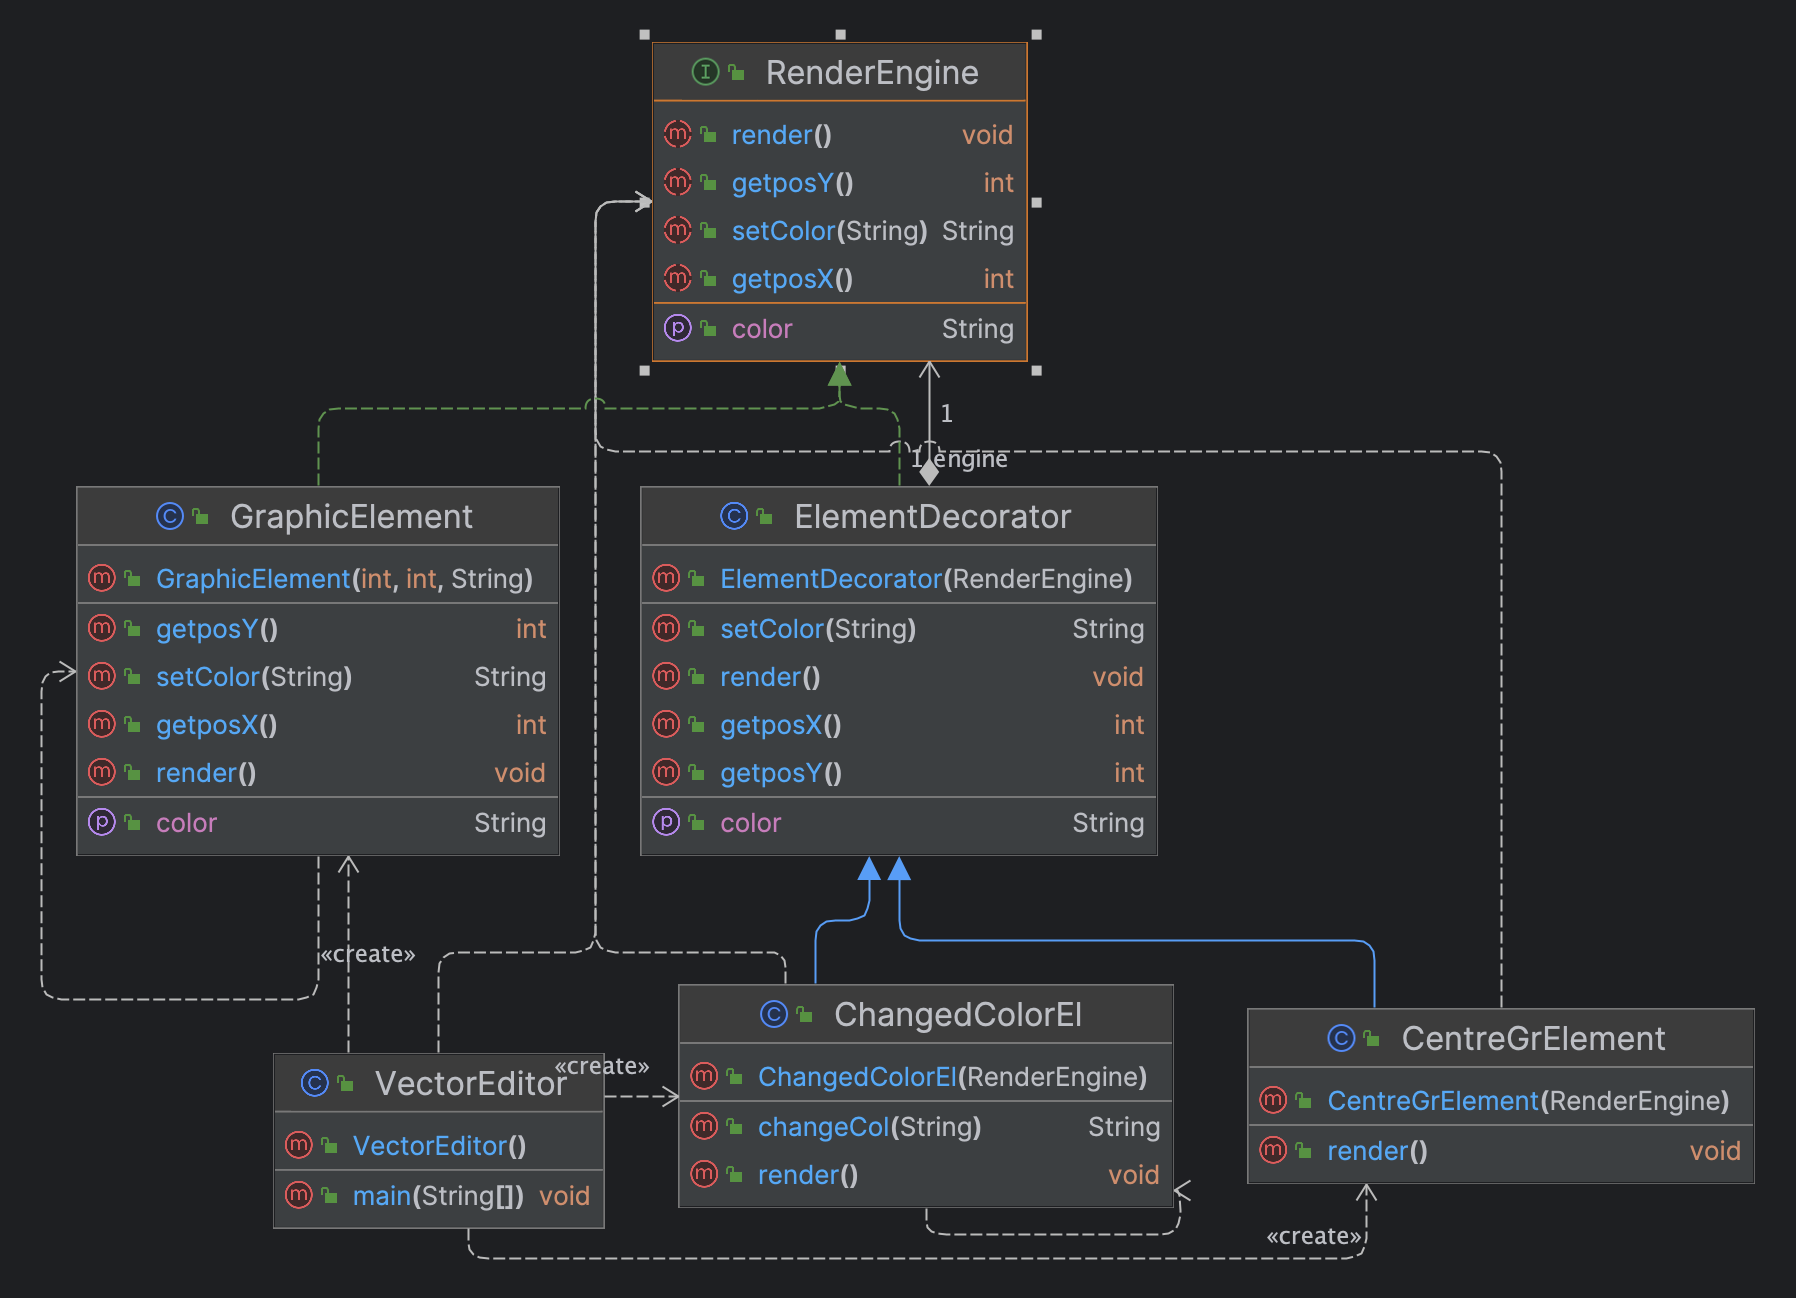 RenderEngine
render() void
getposY() int
setColor(String) String
getposX() int
color String
1
1 engine
GraphicElement
GraphicElement(int, int, String)
getposY() int
setColor(String) String
getposX() int
render() void
color String
ElementDecorator
ElementDecorator(RenderEngine)
setColor(String) String
render() void
getposX() int
getposY() int
color String
«create»
VectorEditor
VectorEditor()
main(String[]) void
«create»
ChangedColorEl
ChangedColorEl(RenderEngine)
changeCol(String) String
render() void
CentreGrElement
CentreGrElement(RenderEngine)
render() void
«create»